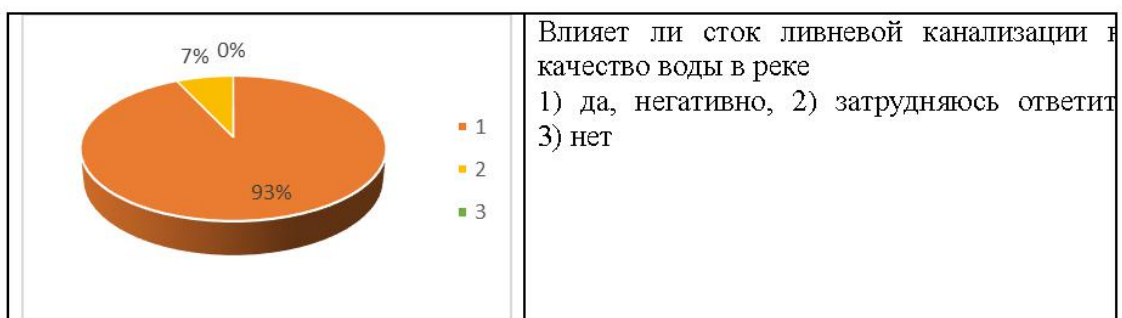 7% 0%
93%
1
2
3
Влияет ли сток ливневой канализации
качество воды в реке
1) да, негативно, 2) затрудняюсь ответит
3) нет